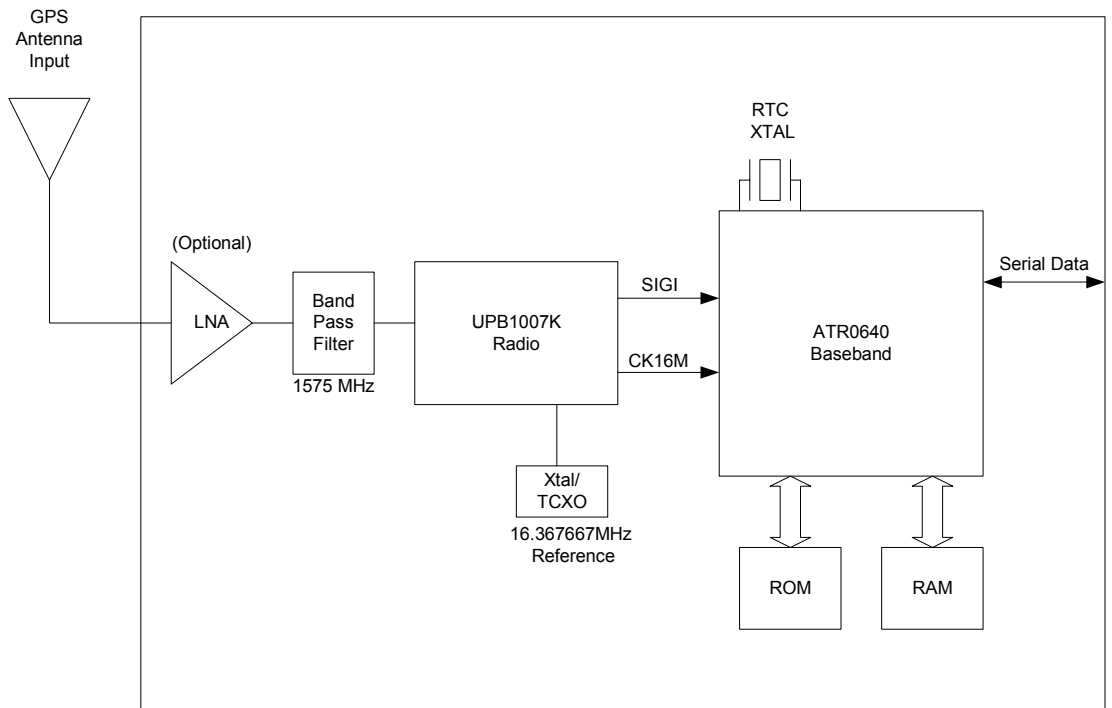 GPS
Antenna
Input
RTC
XTAL
(Optional)
LNA
Band
Pass
Filter
1575 MHz
UPB1007K
Radio
SIGI
CK16M
ATR0640
Baseband
Serial Data
Xtal/
TCXO
16.367667MHz
Reference
ROM
RAM